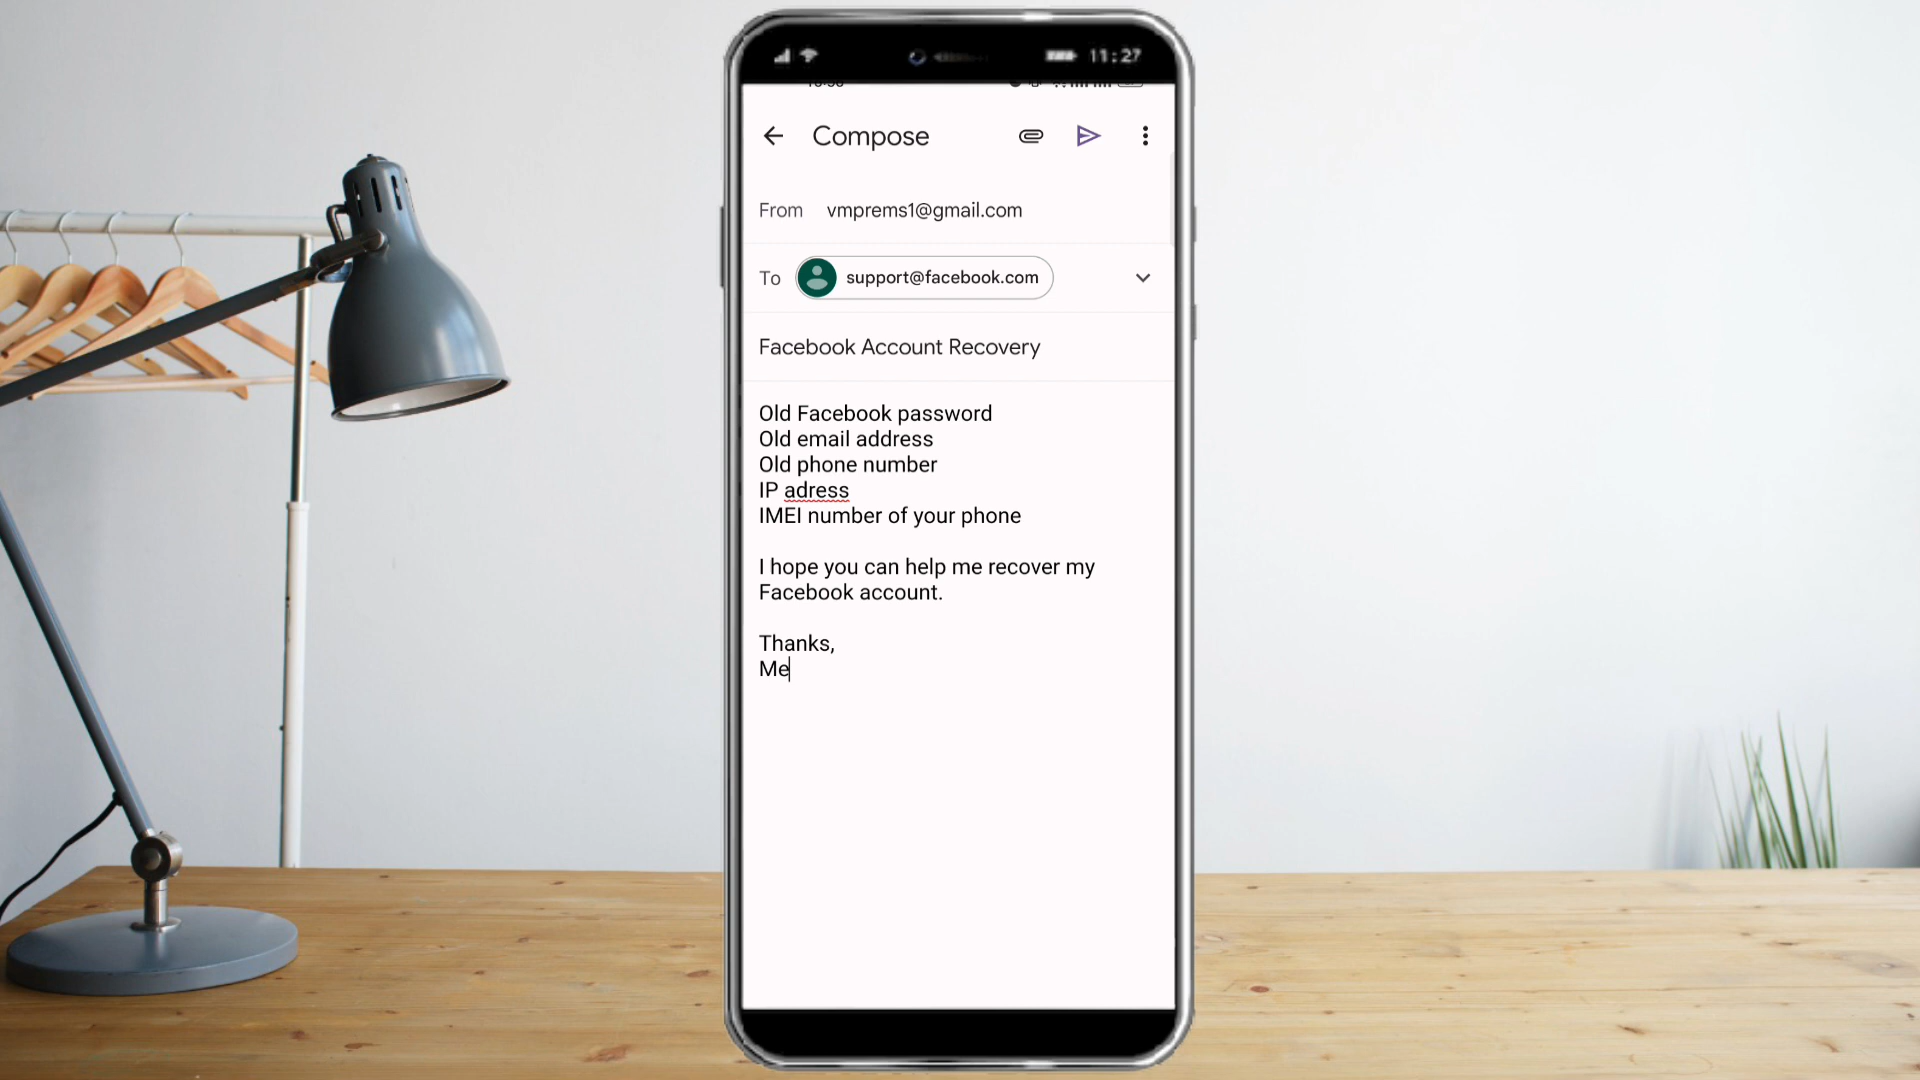 11:27
Compose
From vmprems1@gmail.com
To support@facebook.com
Facebook Account Recovery
Old Facebook password
Old email address
Old phone number
IP adress
IMEI number of your phone
I hope you can help me recover my
Facebook account.
Thanks,
Me